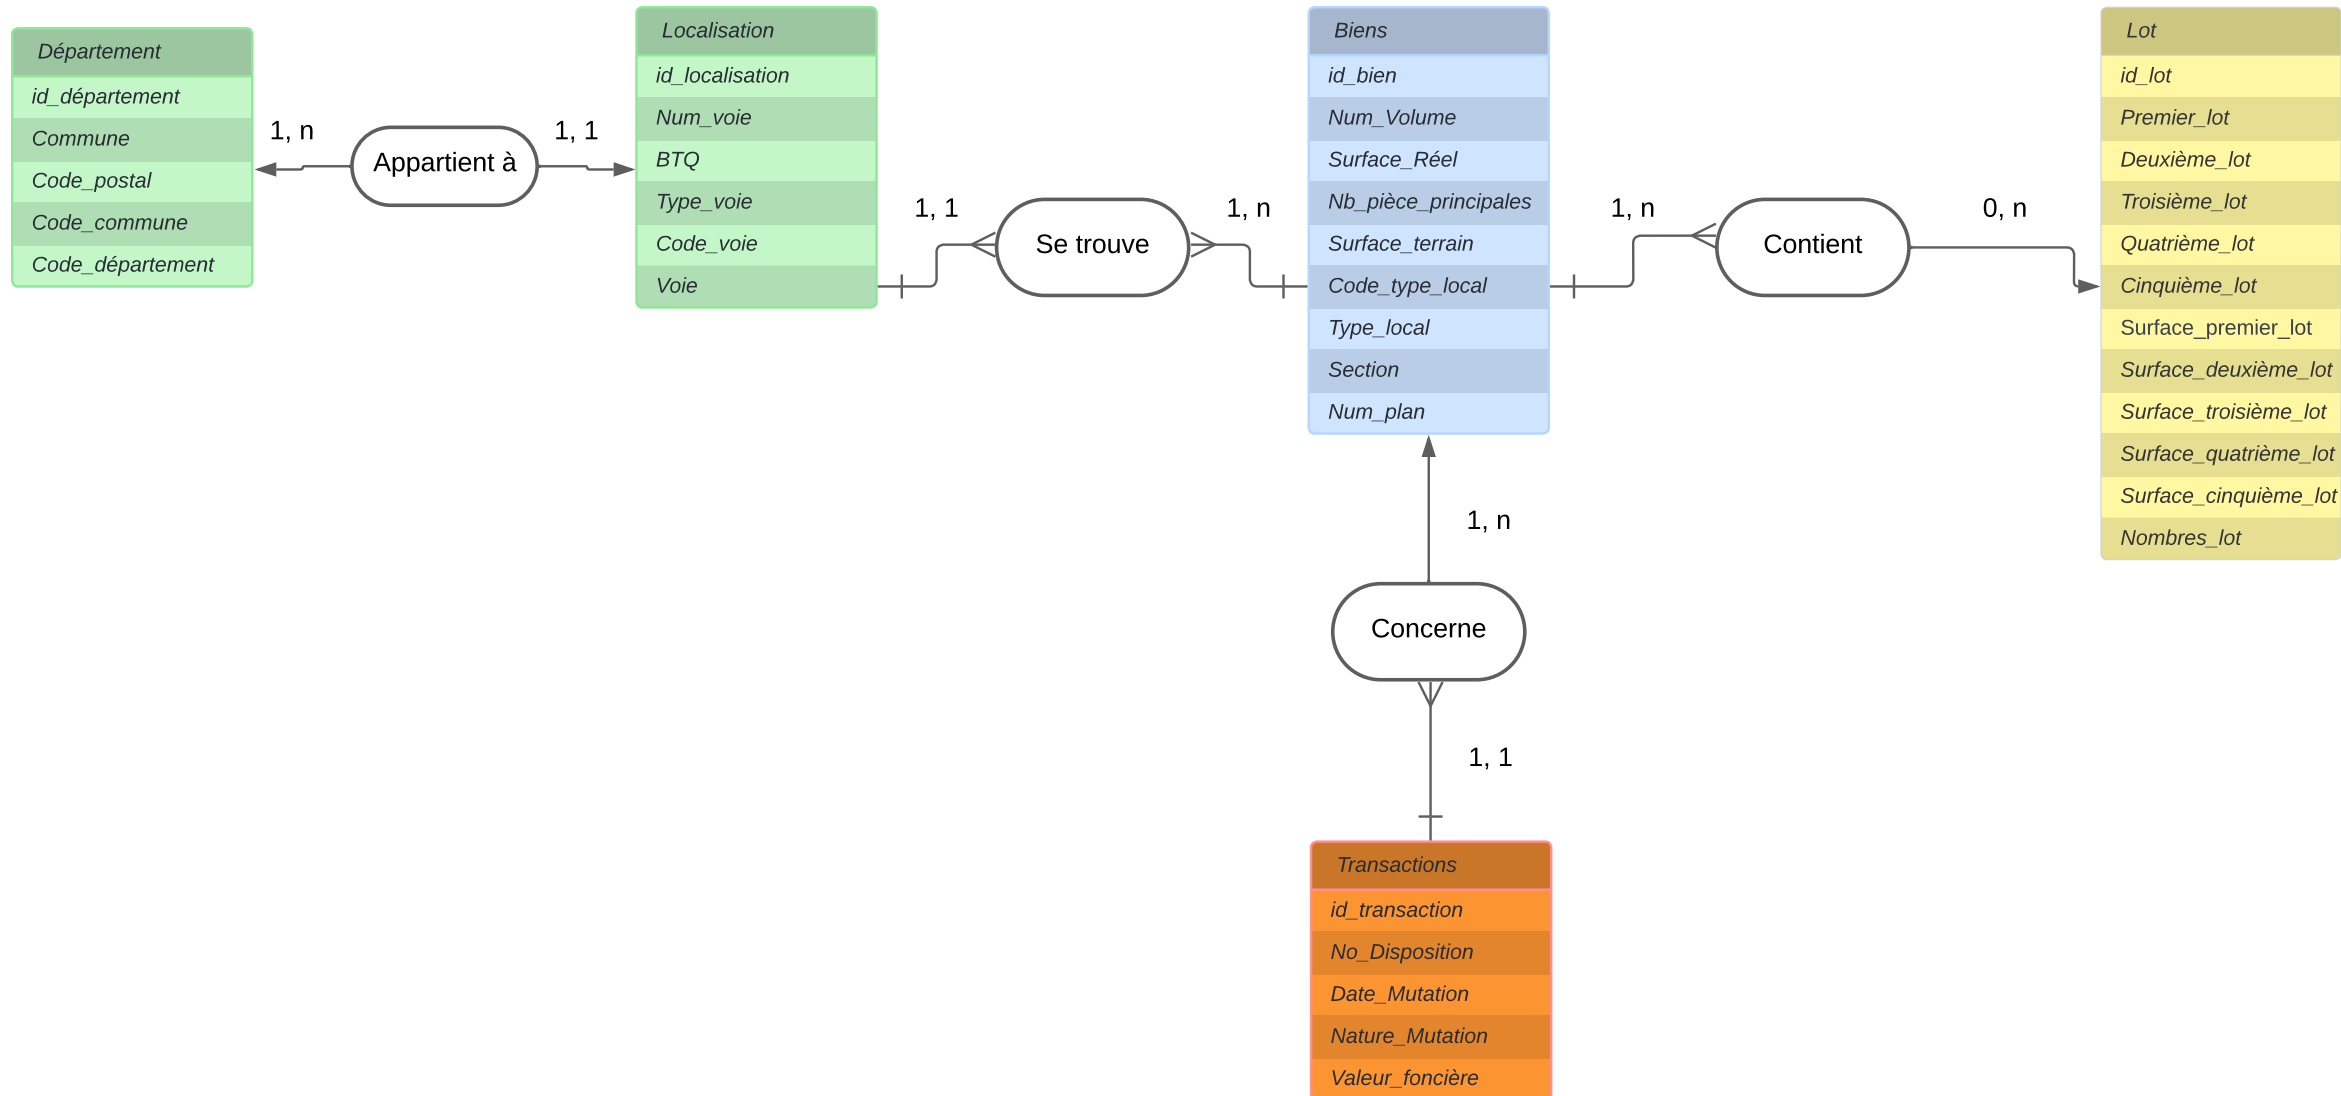 Département
id_département
Commune
Code_postal
Code_commune
Code_département
1, n
Appartient à
1, 1
Localisation
id_localisation
Num_voie
BTQ
Type_voie
Code_voie
Voie
1, 1
Se trouve
1, n
Biens
id_bien
Num_Volume
Surface_Réel
Nb_pièce_principales
Surface_terrain
Code_type_local
Type_local
Section
Num_plan
1, n
Contient
0, n
Lot
id_lot
Premier_lot
Deuxième_lot
Troisième_lot
Quatrième_lot
Cinquième_lot
Surface_premier_lot
Surface_deuxième_lot
Surface_troisième_lot
Surface_quatrième_lot
Surface_cinquième_lot
Nombres_lot
1, n
Concerne
1, 1
Transactions
id_transaction
No_Disposition
Date_Mutation
Nature_Mutation
Valeur_foncière